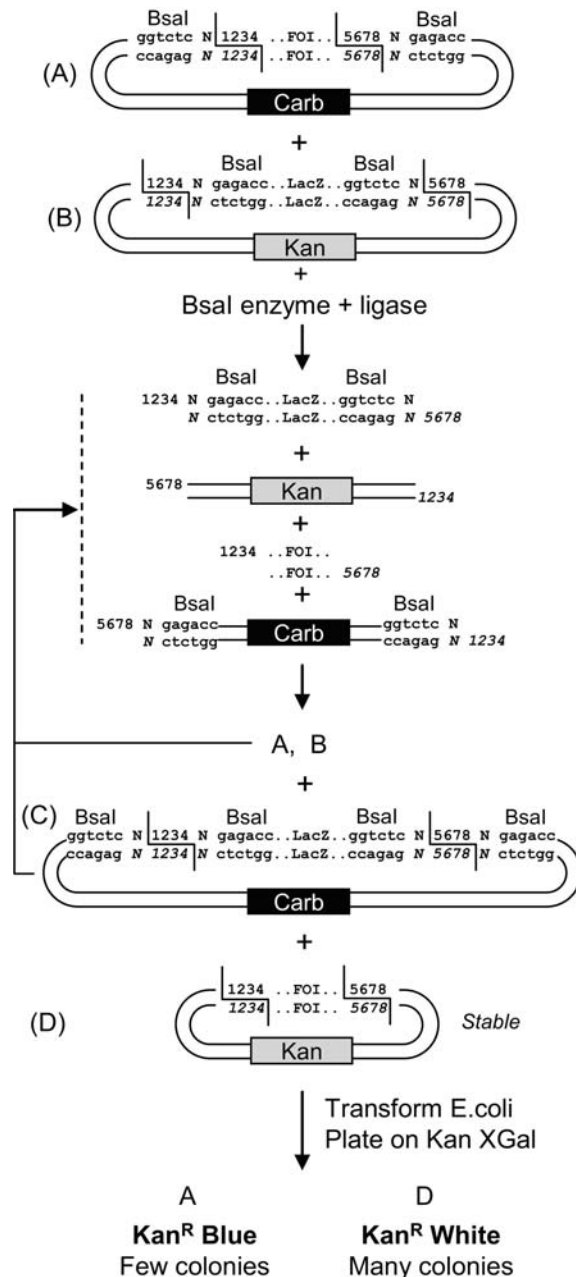 BsaI BsaI
ggtctc N 1234 ..FOI.. 5678 N gagacc
ccagag N 1234 ..FOI.. 5678 N ctctgg
(A)
Carb
+
BsaI BsaI
1234 N gagacc..LacZ..ggtctc N 5678
1234 N ctctgg..LacZ..ccagag N 5678
(B)
Kan
+
BsaI enzyme + ligase
BsaI BsaI
1234 N gagacc..LacZ..ggtctc N
N ctctgg..LacZ..ccagag N 5678
+
5678 Kan 1234
+
1234 ..FOI..
..FOI.. 5678
+
BsaI BsaI
5678 N gagacc Carb ggtctc N
N ctctgg ccagag N 1234
A, B
+
(C)
BsaI BsaI BsaI BsaI
ggtctc N 1234 N gagacc..LacZ..ggtctc N 5678 N gagacc
ccagag N 1234 N ctctgg..LacZ..ccagag N 5678 N ctctgg
Carb
+
1234 ..FOI.. 5678
1234 ..FOI.. 5678
(D) Stable
Kan
Transform E.coli
Plate on Kan XGal
A D
KanR Blue KanR White
Few colonies Many colonies